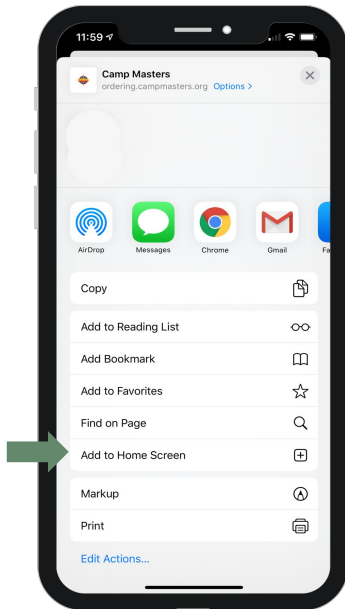 11:59
Camp Masters
ordering.campmasters.org Options >
AirDrop Messages Chrome Gmail Fa
Copy
Add to Reading List
Add Bookmark
Add to Favorites
Find on Page
Add to Home Screen
Markup
Print
Edit Actions...